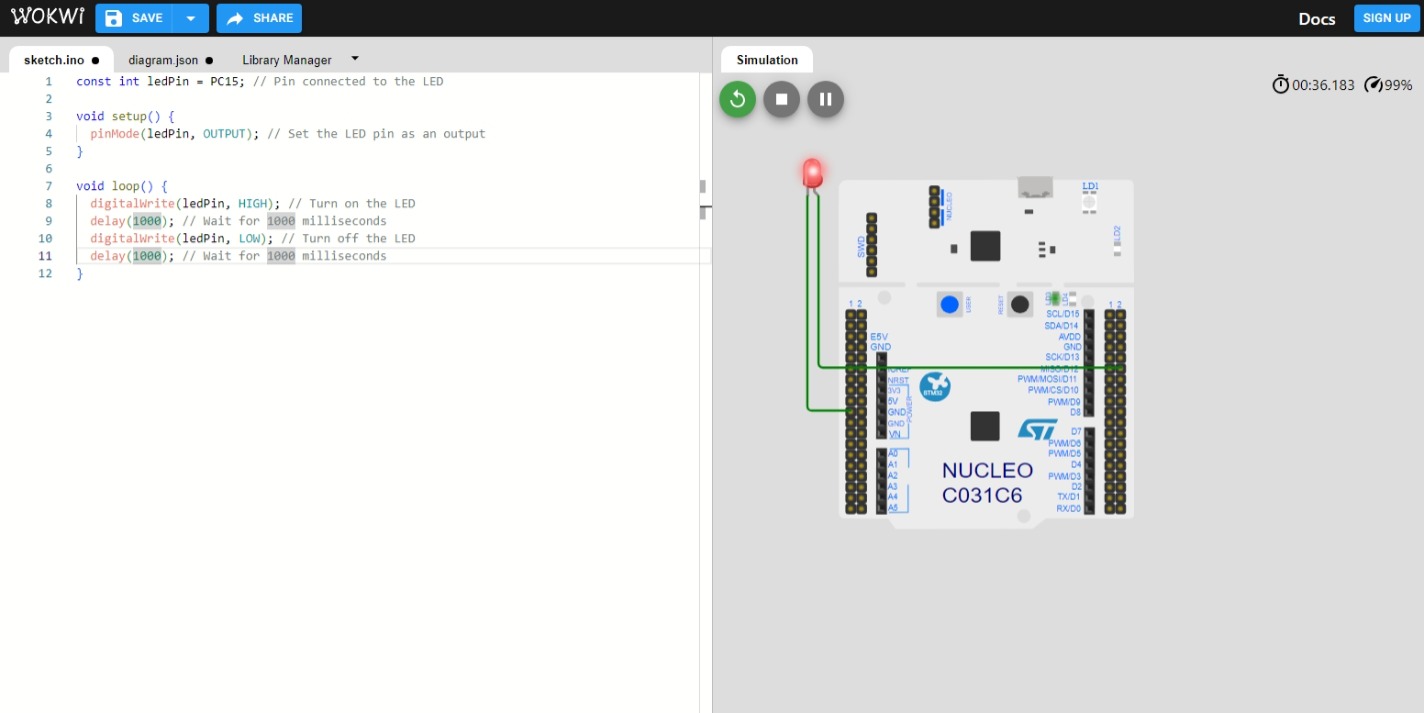 WOKWi SAVE SHARE Docs SIGN UP
sketch.ino diagram.json Library Manager
1 const int ledPin = PC15; // Pin connected to the LED
2
3 void setup() {
4 pinMode(ledPin, OUTPUT); // Set the LED pin as an output
5 }
6
7 void loop() {
8 digitalWrite(ledPin, HIGH); // Turn on the LED
9 delay(1000); // Wait for 1000 milliseconds
10 digitalWrite(ledPin, LOW); // Turn off the LED
11 delay(1000); // Wait for 1000 milliseconds
12 }
Simulation
00:36.183 99%
LD1
NUCLEO
SWD
LD2
USER
RESET
LD3
LD4
1 2
E5V
GND
NRST
3V3
5V
GND
GND
VIN
POWER
A0
A1
A2
A3
A4
A5
1 2
SCL/D15
SDA/D14
AVDD
GND
SCK/D13
MISO/D12
PWM/MOSI/D11
PWM/CS/D10
PWM/D9
D8
D7
PWM/D6
PWM/D5
D4
PWM/D3
D2
TX/D1
RX/D0
STM32
ST
NUCLEO
C031C6